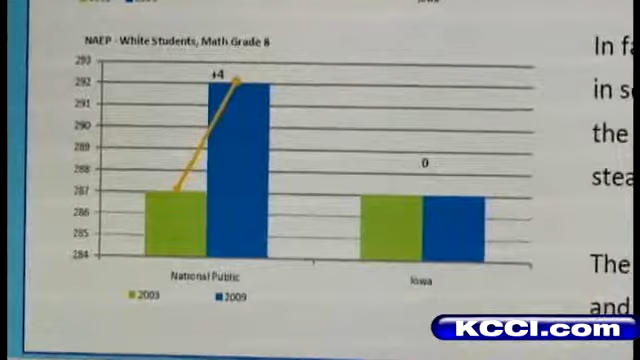 NAEP - White Students, Math Grade 8
293
292
291
290
289
288
287
286
285
284
+4
0
National Public
Iowa
2003
2009
In fa
in s
the
stea
The
and
KCCI.com